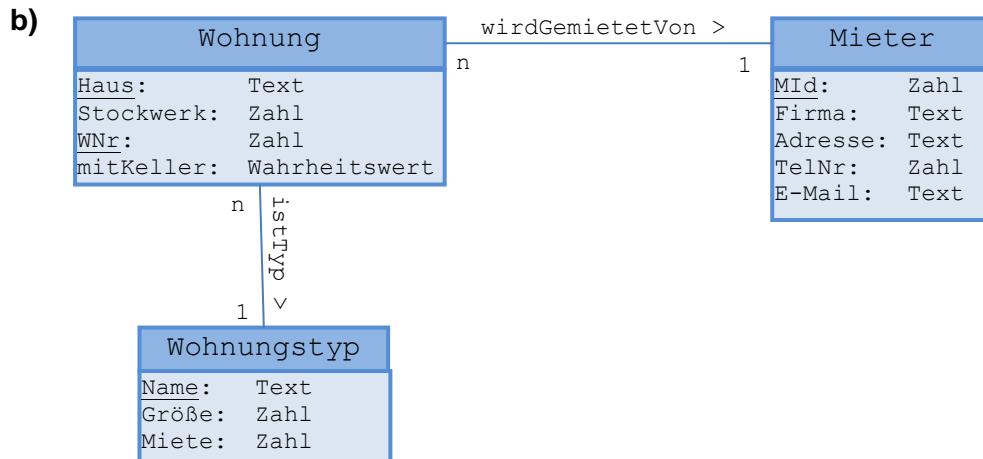 b)
Wohnung
Haus: Text
Stockwerk: Zahl
WNr: Zahl
mitKeller: Wahrheitswert
wirdGemietetVon >
n
1
Mieter
MId: Zahl
Firma: Text
Adresse: Text
TelNr: Zahl
E-Mail: Text
n
istTyp >
1
Wohnungstyp
Name: Text
Größe: Zahl
Miete: Zahl